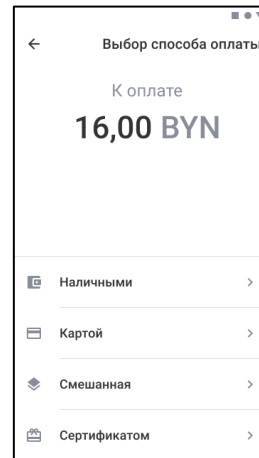 Выбор способа оплаты
К оплате
16,00 BYN
Наличными
Картой
Смешанная
Сертификатом